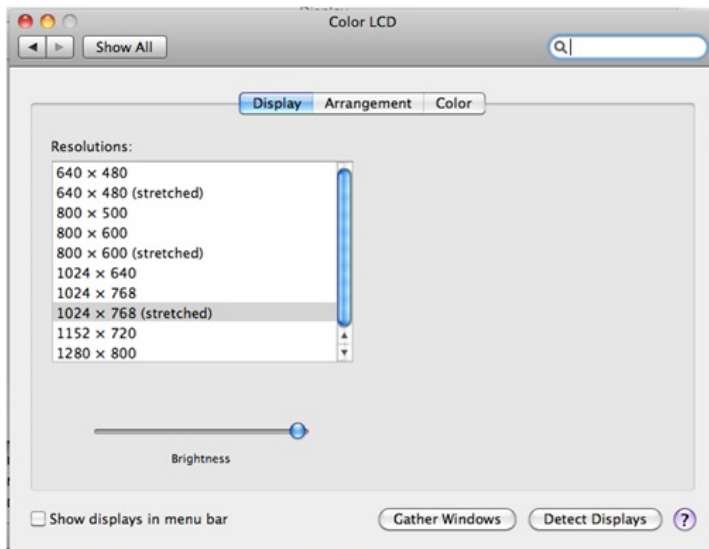 Color LCD
Show All
Display Arrangement Color
Resolutions:
640 × 480
640 × 480 (stretched)
800 × 500
800 × 600
800 × 600 (stretched)
1024 × 640
1024 × 768
1024 × 768 (stretched)
1152 × 720
1280 × 800
Brightness
Show displays in menu bar Gather Windows Detect Displays ?